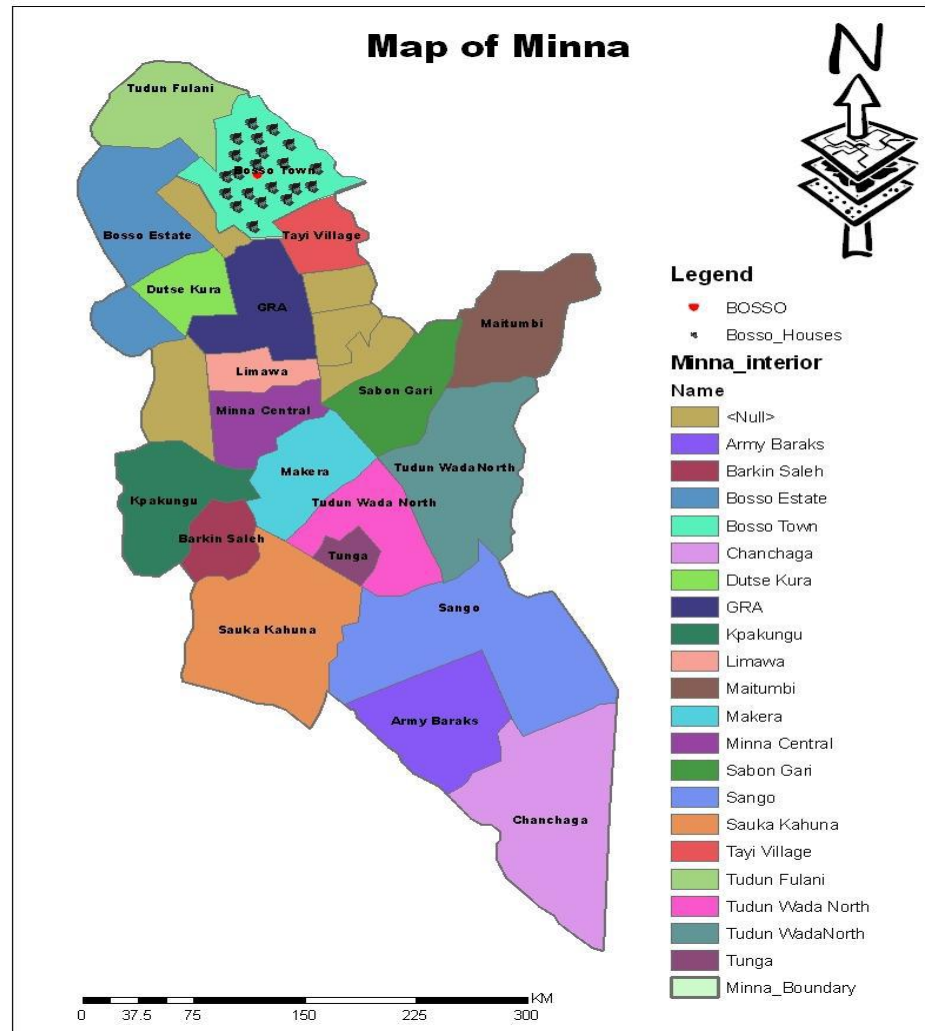 Map of Minna
N
Tudun Fulani
Bosso Town
Bosso Estate
Tayi Village
Dutse Kura
GRA
Maitumbi
Limawa
Sabon Gari
Minna Central
Makera
Tudun WadaNorth
Kpakungu
Tudun Wada North
Barkin Saleh
Tunga
Sango
Sauka Kahuna
Army Baraks
Chanchaga
Legend
BOSSO
Bosso_Houses
Minna_interior
Name
<Null>
Army Baraks
Barkin Saleh
Bosso Estate
Bosso Town
Chanchaga
Dutse Kura
GRA
Kpakungu
Limawa
Maitumbi
Makera
Minna Central
Sabon Gari
Sango
Sauka Kahuna
Tayi Village
Tudun Fulani
Tudun Wada North
Tudun WadaNorth
Tunga
Minna_Boundary
KM
0 37.5 75 150 225 300